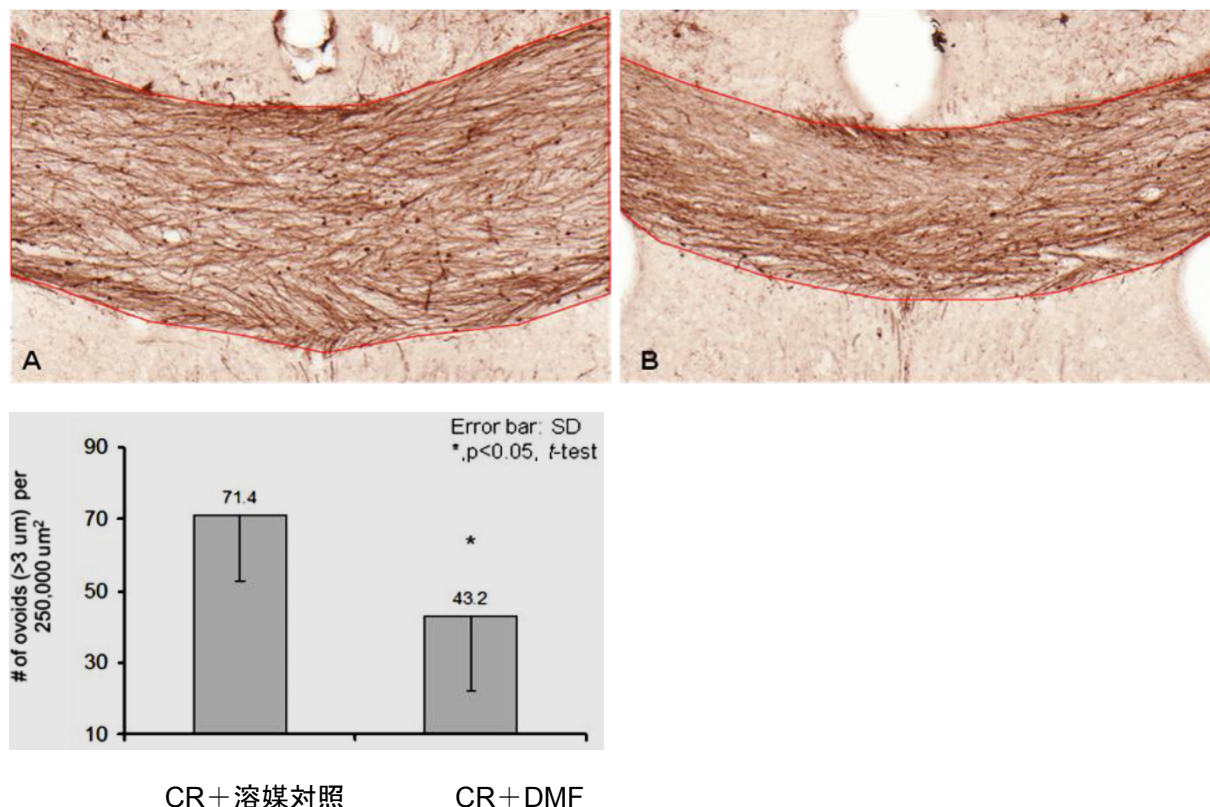 A
B
Error bar: SD
*,p<0.05, t-test
# of ovoids (>3 um) per
250,000 um²
90
70
50
30
10
71.4
*
43.2
CR＋溶媒対照
CR＋DMF